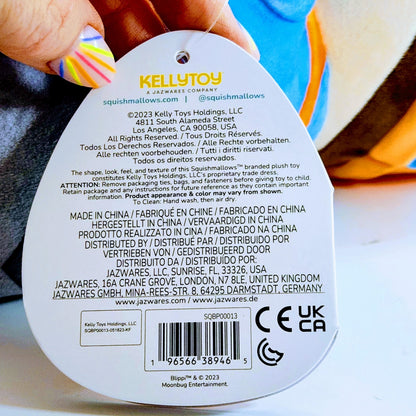 KELLYTOY
A JAZWARES COMPANY
squishmallows.com | @squishmallows
©2023 Kelly Toys Holdings, LLC
4811 South Alameda Street
Los Angeles, CA 90058, USA
All Rights Reserved. / Tous Droits Réservés.
Todos Los Derechos Reservados. / Alle Rechte vorbehalten.
Alle rechten voorbehouden. / Tutti i diritti riservati.
Todos os direitos reservados.
The shape, look, feel, and texture of this Squishmallows™ branded plush toy
constitutes Kelly Toys Holdings, LLC's proprietary trade dress.
ATTENTION: Remove packaging ties, bags, and fasteners before giving toy to child.
Retain package and any instructions for future reference as they contain important
information. Product appearance & color may vary from shown.
To Clean: Hand wash, then air dry.
MADE IN CHINA / FABRIQUÉ EN CHINE / FABRICADO EN CHINA
HERGESTELLT IN CHINA / VERVAARDIGD IN CHINA
PRODOTTO REALIZZATO IN CINA / FABRICADO NA CHINA
DISTRIBUTED BY / DISTRIBUÉ PAR / DISTRIBUIDO POR
VERTRIEBEN VON / GEDISTRIBUEERD DOOR
DISTRIBUITO DA / DISTRIBUÍDO POR
JAZWARES, LLC, SUNRISE, FL, 33326, USA
JAZWARES, 16A CRANE GROVE, LONDON, N7 8LE, UNITED KINGDOM
JAZWARES GMBH, MINA-REES-STR. 8, 64295 DARMSTADT, GERMANY
www.jazwares.com / www.jazwares.de
Kelly Toy Holdings, LLC
SQBP00013-051823-KF
SQBP00013
1 96566 38946 5
CE UK CA
Blippi™ & © 2023
Moonbug Entertainment.